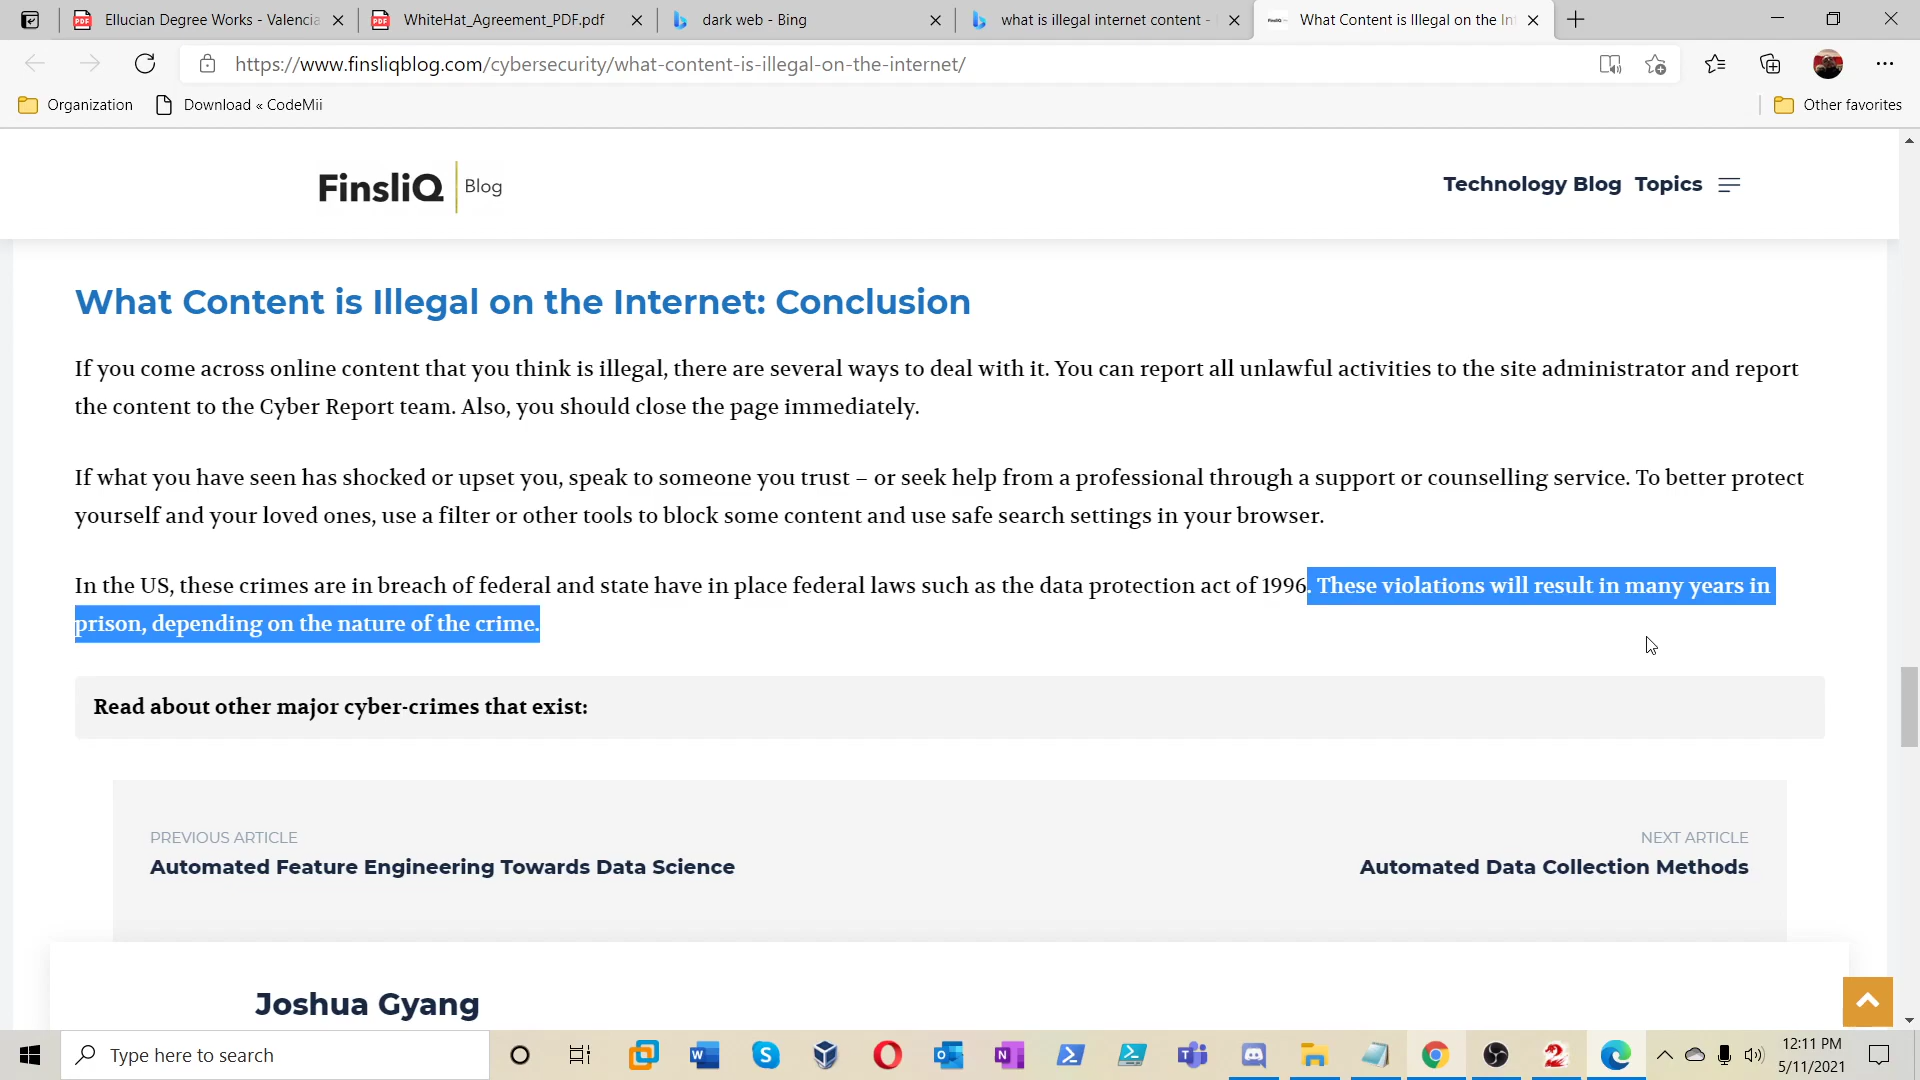 Ellucian Degree Works - Valencia
WhiteHat_Agreement_PDF.pdf
dark web - Bing
what is illegal internet content -
What Content is Illegal on the In
https://www.finsliqblog.com/cybersecurity/what-content-is-illegal-on-the-internet/
Organization
Download « CodeMii
Other favorites
FinsliQ
Blog
Technology Blog
Topics
What Content is Illegal on the Internet: Conclusion
If you come across online content that you think is illegal, there are several ways to deal with it. You can report all unlawful activities to the site administrator and report
the content to the Cyber Report team. Also, you should close the page immediately.
If what you have seen has shocked or upset you, speak to someone you trust – or seek help from a professional through a support or counselling service. To better protect
yourself and your loved ones, use a filter or other tools to block some content and use safe search settings in your browser.
In the US, these crimes are in breach of federal and state have in place federal laws such as the data protection act of 1996. These violations will result in many years in
prison, depending on the nature of the crime.
Read about other major cyber-crimes that exist:
PREVIOUS ARTICLE
Automated Feature Engineering Towards Data Science
NEXT ARTICLE
Automated Data Collection Methods
Joshua Gyang
Type here to search
12:11 PM
5/11/2021